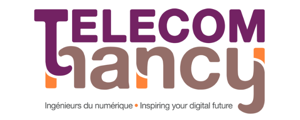 TELECOM
nancy
Ingénieurs du numérique • Inspiring your digital future